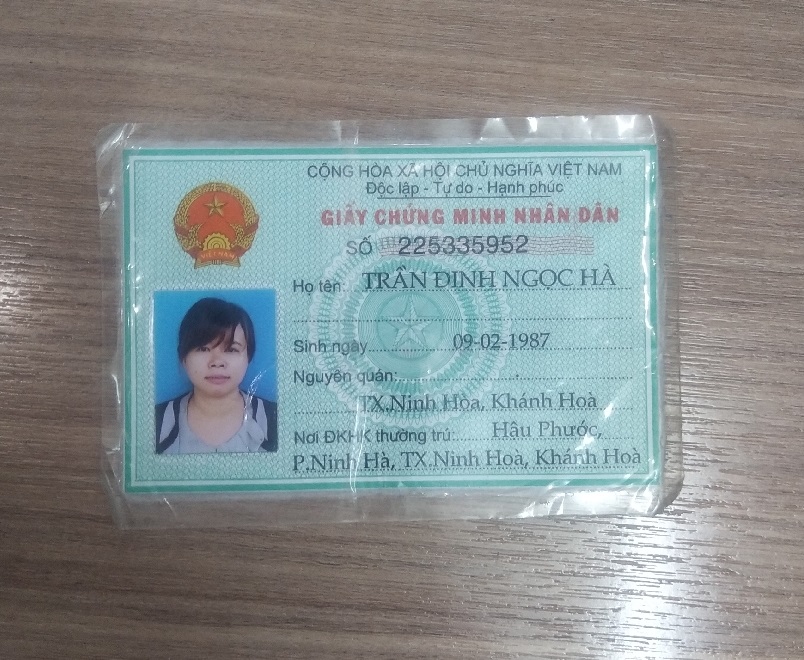 CỘNG HÒA XÃ HỘI CHỦ NGHĨA VIỆT NAM
Độc lập - Tự do - Hạnh phúc
GIẤY CHỨNG MINH NHÂN DÂN
SỐ 225335952
Họ tên: TRẦN ĐINH NGỌC HÀ
Sinh ngày 09-02-1987
Nguyên quán:
TX.Ninh Hòa, Khánh Hoà
Nơi ĐKHK thường trú: Hậu Phước,
P.Ninh Hà, TX.Ninh Hoà, Khánh Hoà
VIỆT NAM